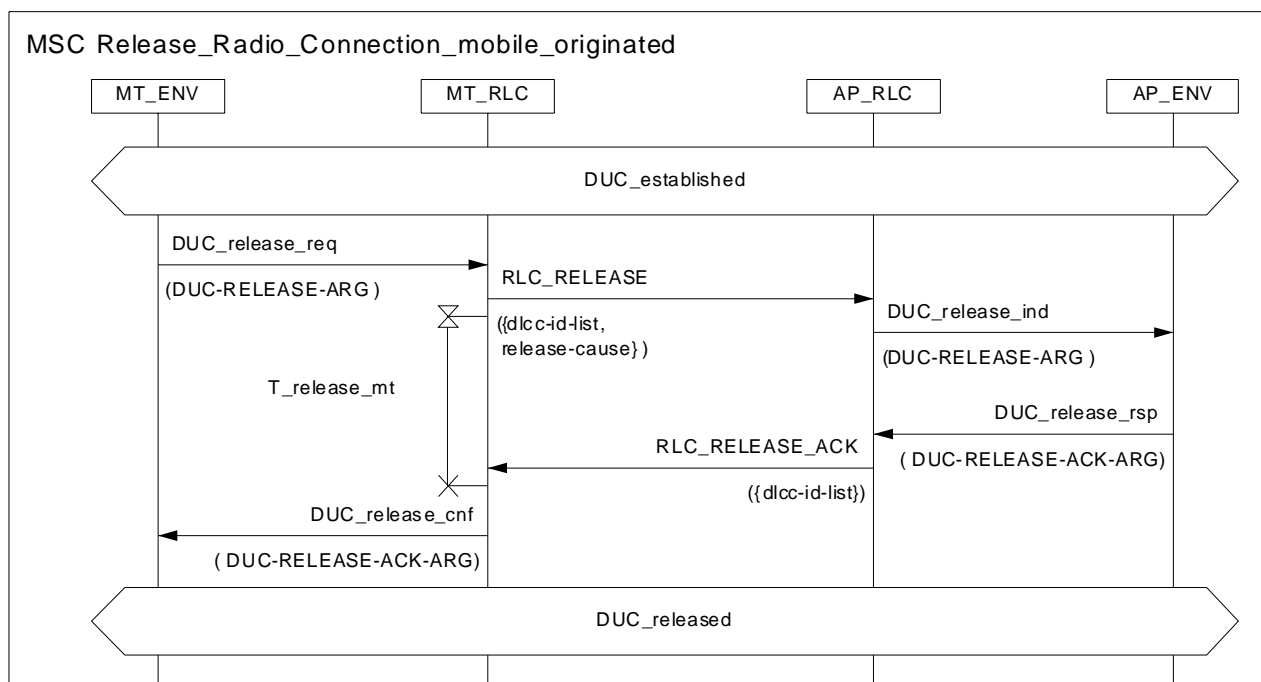 MSC Release_Radio_Connection_mobile_originated
MT_ENV
MT_RLC
AP_RLC
AP_ENV
DUC_established
DUC_release_req
(DUC-RELEASE-ARG )
RLC_RELEASE
({dlcc-id-list,
release-cause} )
DUC_release_ind
(DUC-RELEASE-ARG )
T_release_mt
DUC_release_rsp
( DUC-RELEASE-ACK-ARG)
RLC_RELEASE_ACK
({dlcc-id-list})
DUC_release_cnf
( DUC-RELEASE-ACK-ARG)
DUC_released